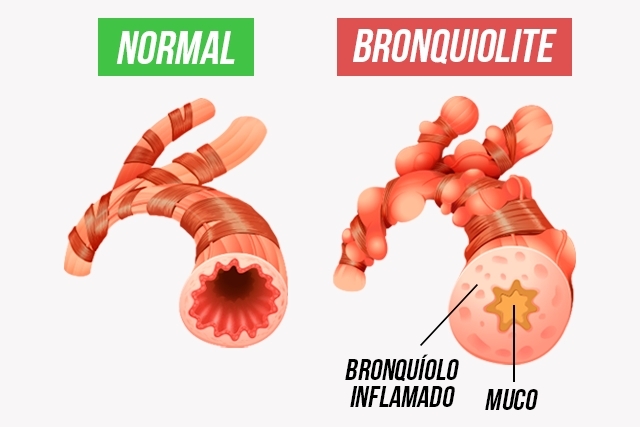 NORMAL
BRONQUIOLITE
BRONQUÍOLO
INFLAMADO
MUCO